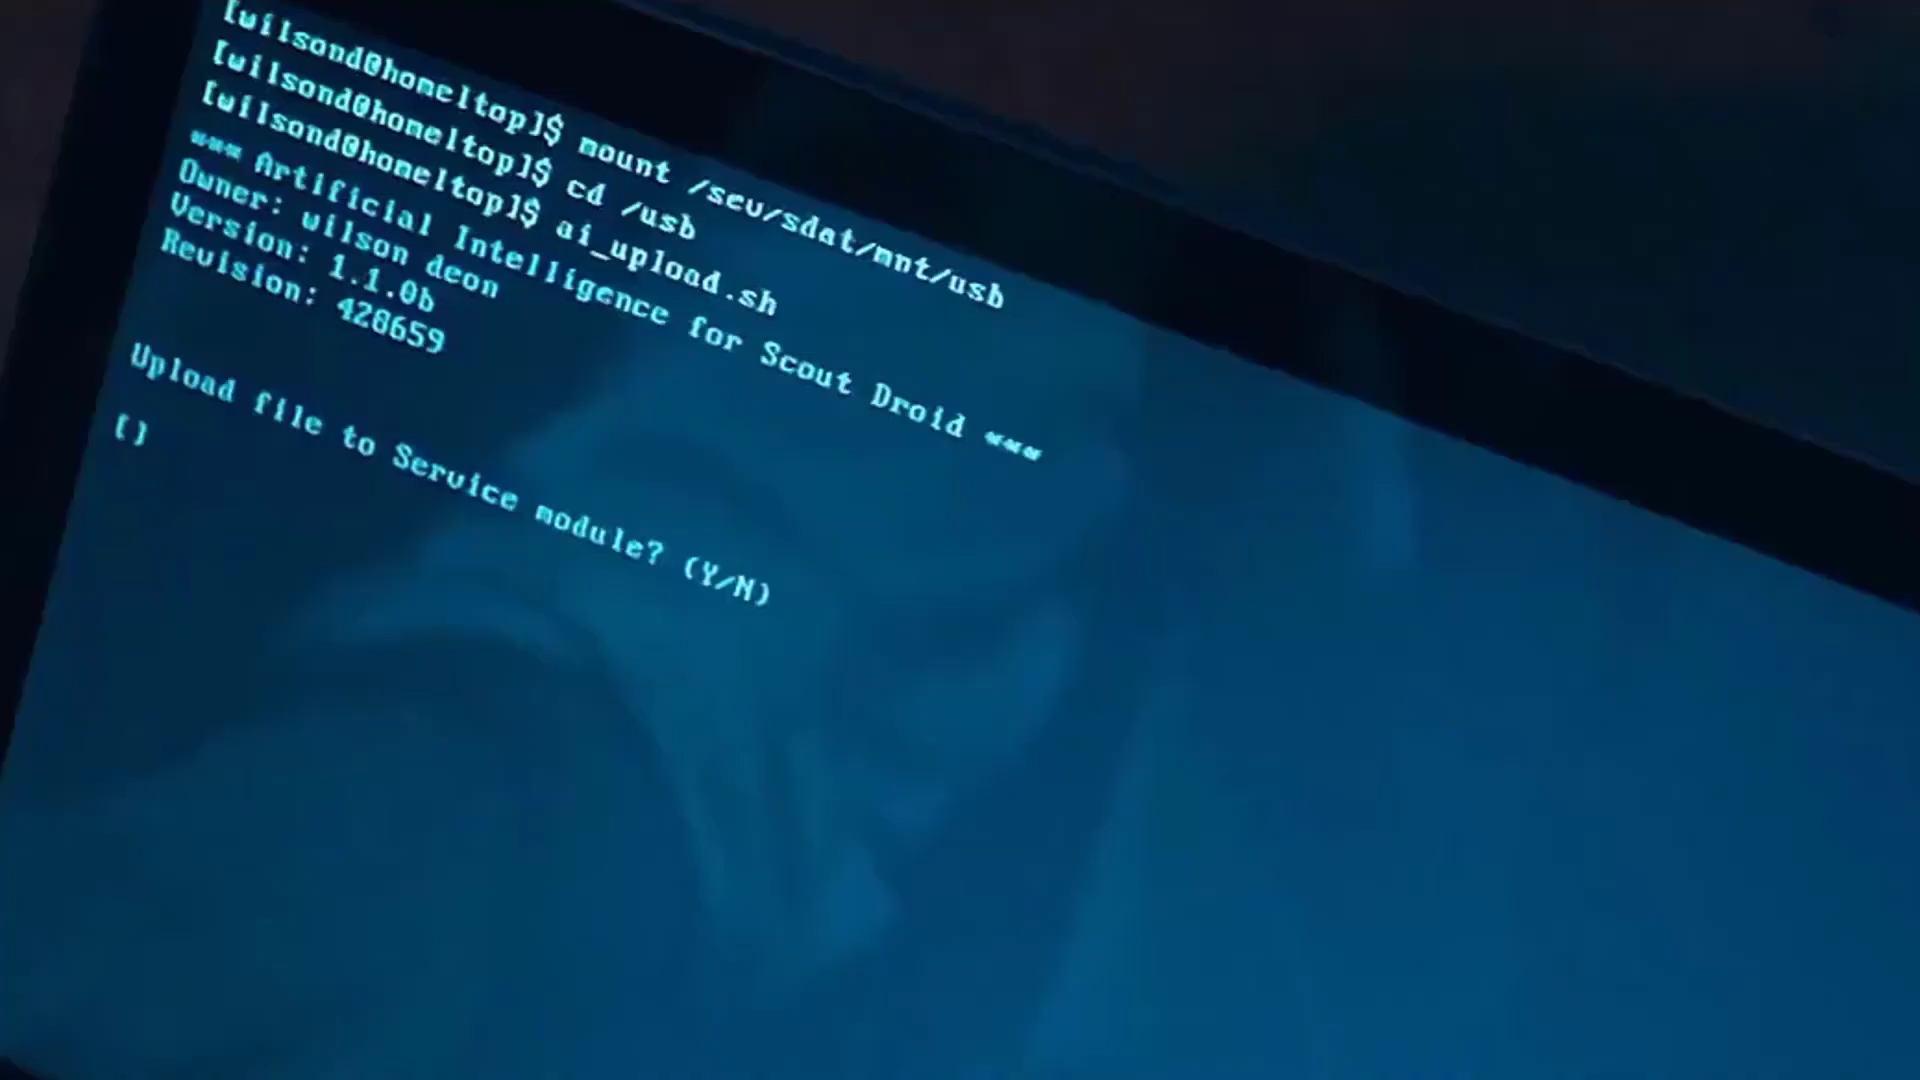 [wilsond@homeltop]$ mount /sev/sdat/mnt/usb
[wilsond@homeltop]$ cd /usb
[wilsond@homeltop]$ ai_upload.sh
*** Artificial Intelligence for Scout Droid ***
Owner: wilson deon
Version: 1.1.0b
Revision: 428659
Upload file to Service module? (Y/N)
[]